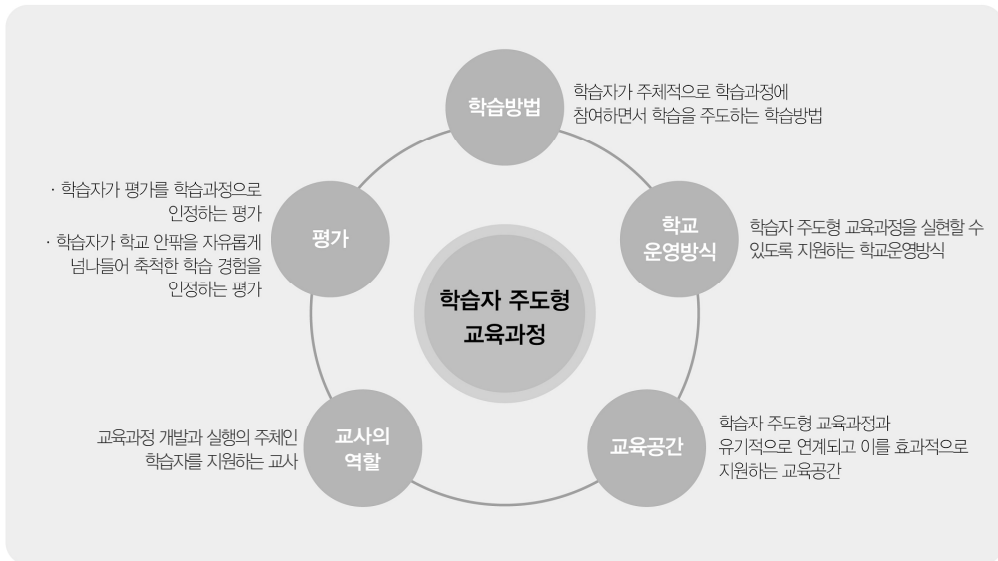 학습방법
학습자가 주체적으로 학습과정에
참여하면서 학습을 주도하는 학습방법
· 학습자가 평가를 학습과정으로
인정하는 평가
· 학습자가 학교 안팎을 자유롭게
넘나들어 축척한 학습 경험을
인정하는 평가
평가
학교
운영방식
학습자 주도형 교육과정을 실현할 수
있도록 지원하는 학교운영방식
학습자 주도형
교육과정
교육과정 개발과 실행의 주체인
학습자를 지원하는 교사
교사의
역할
교육공간
학습자 주도형 교육과정과
유기적으로 연계되고 이를 효과적으로
지원하는 교육공간